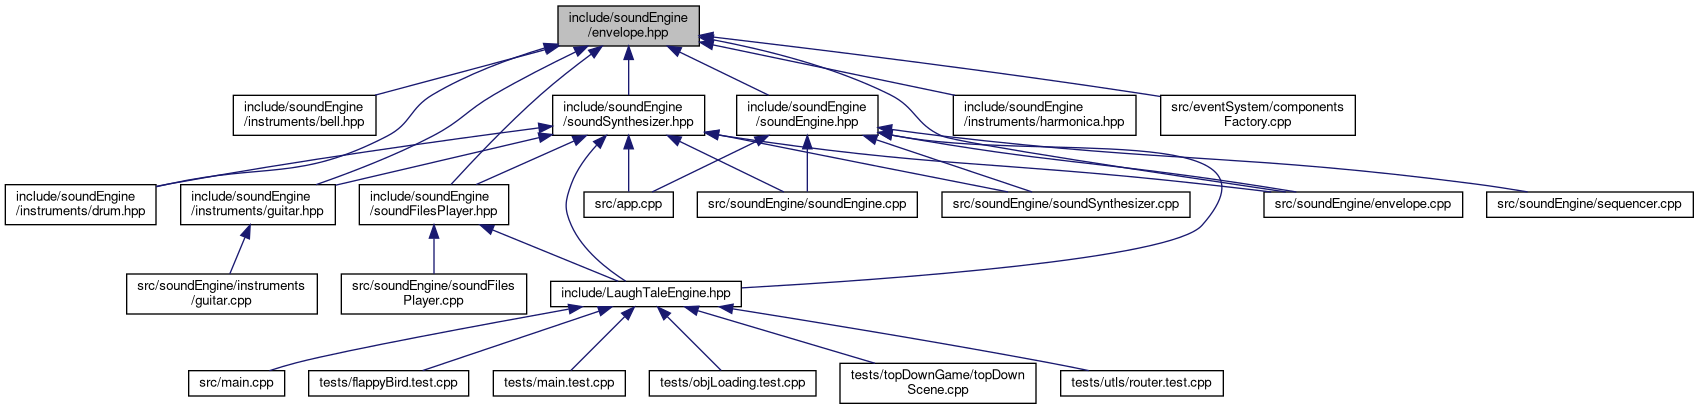 include/soundEngine
/envelope.hpp
include/soundEngine
/instruments/bell.hpp
include/soundEngine
/soundSynthesizer.hpp
include/soundEngine
/soundEngine.hpp
include/soundEngine
/instruments/harmonica.hpp
src/eventSystem/components
Factory.cpp
include/soundEngine
/instruments/drum.hpp
include/soundEngine
/instruments/guitar.hpp
include/soundEngine
/soundFilesPlayer.hpp
src/app.cpp
src/soundEngine/soundEngine.cpp
src/soundEngine/soundSynthesizer.cpp
src/soundEngine/envelope.cpp
src/soundEngine/sequencer.cpp
src/soundEngine/instruments
/guitar.cpp
src/soundEngine/soundFiles
Player.cpp
include/LaughTaleEngine.hpp
src/main.cpp
tests/flappyBird.test.cpp
tests/main.test.cpp
tests/objLoading.test.cpp
tests/topDownGame/topDown
Scene.cpp
tests/utls/router.test.cpp